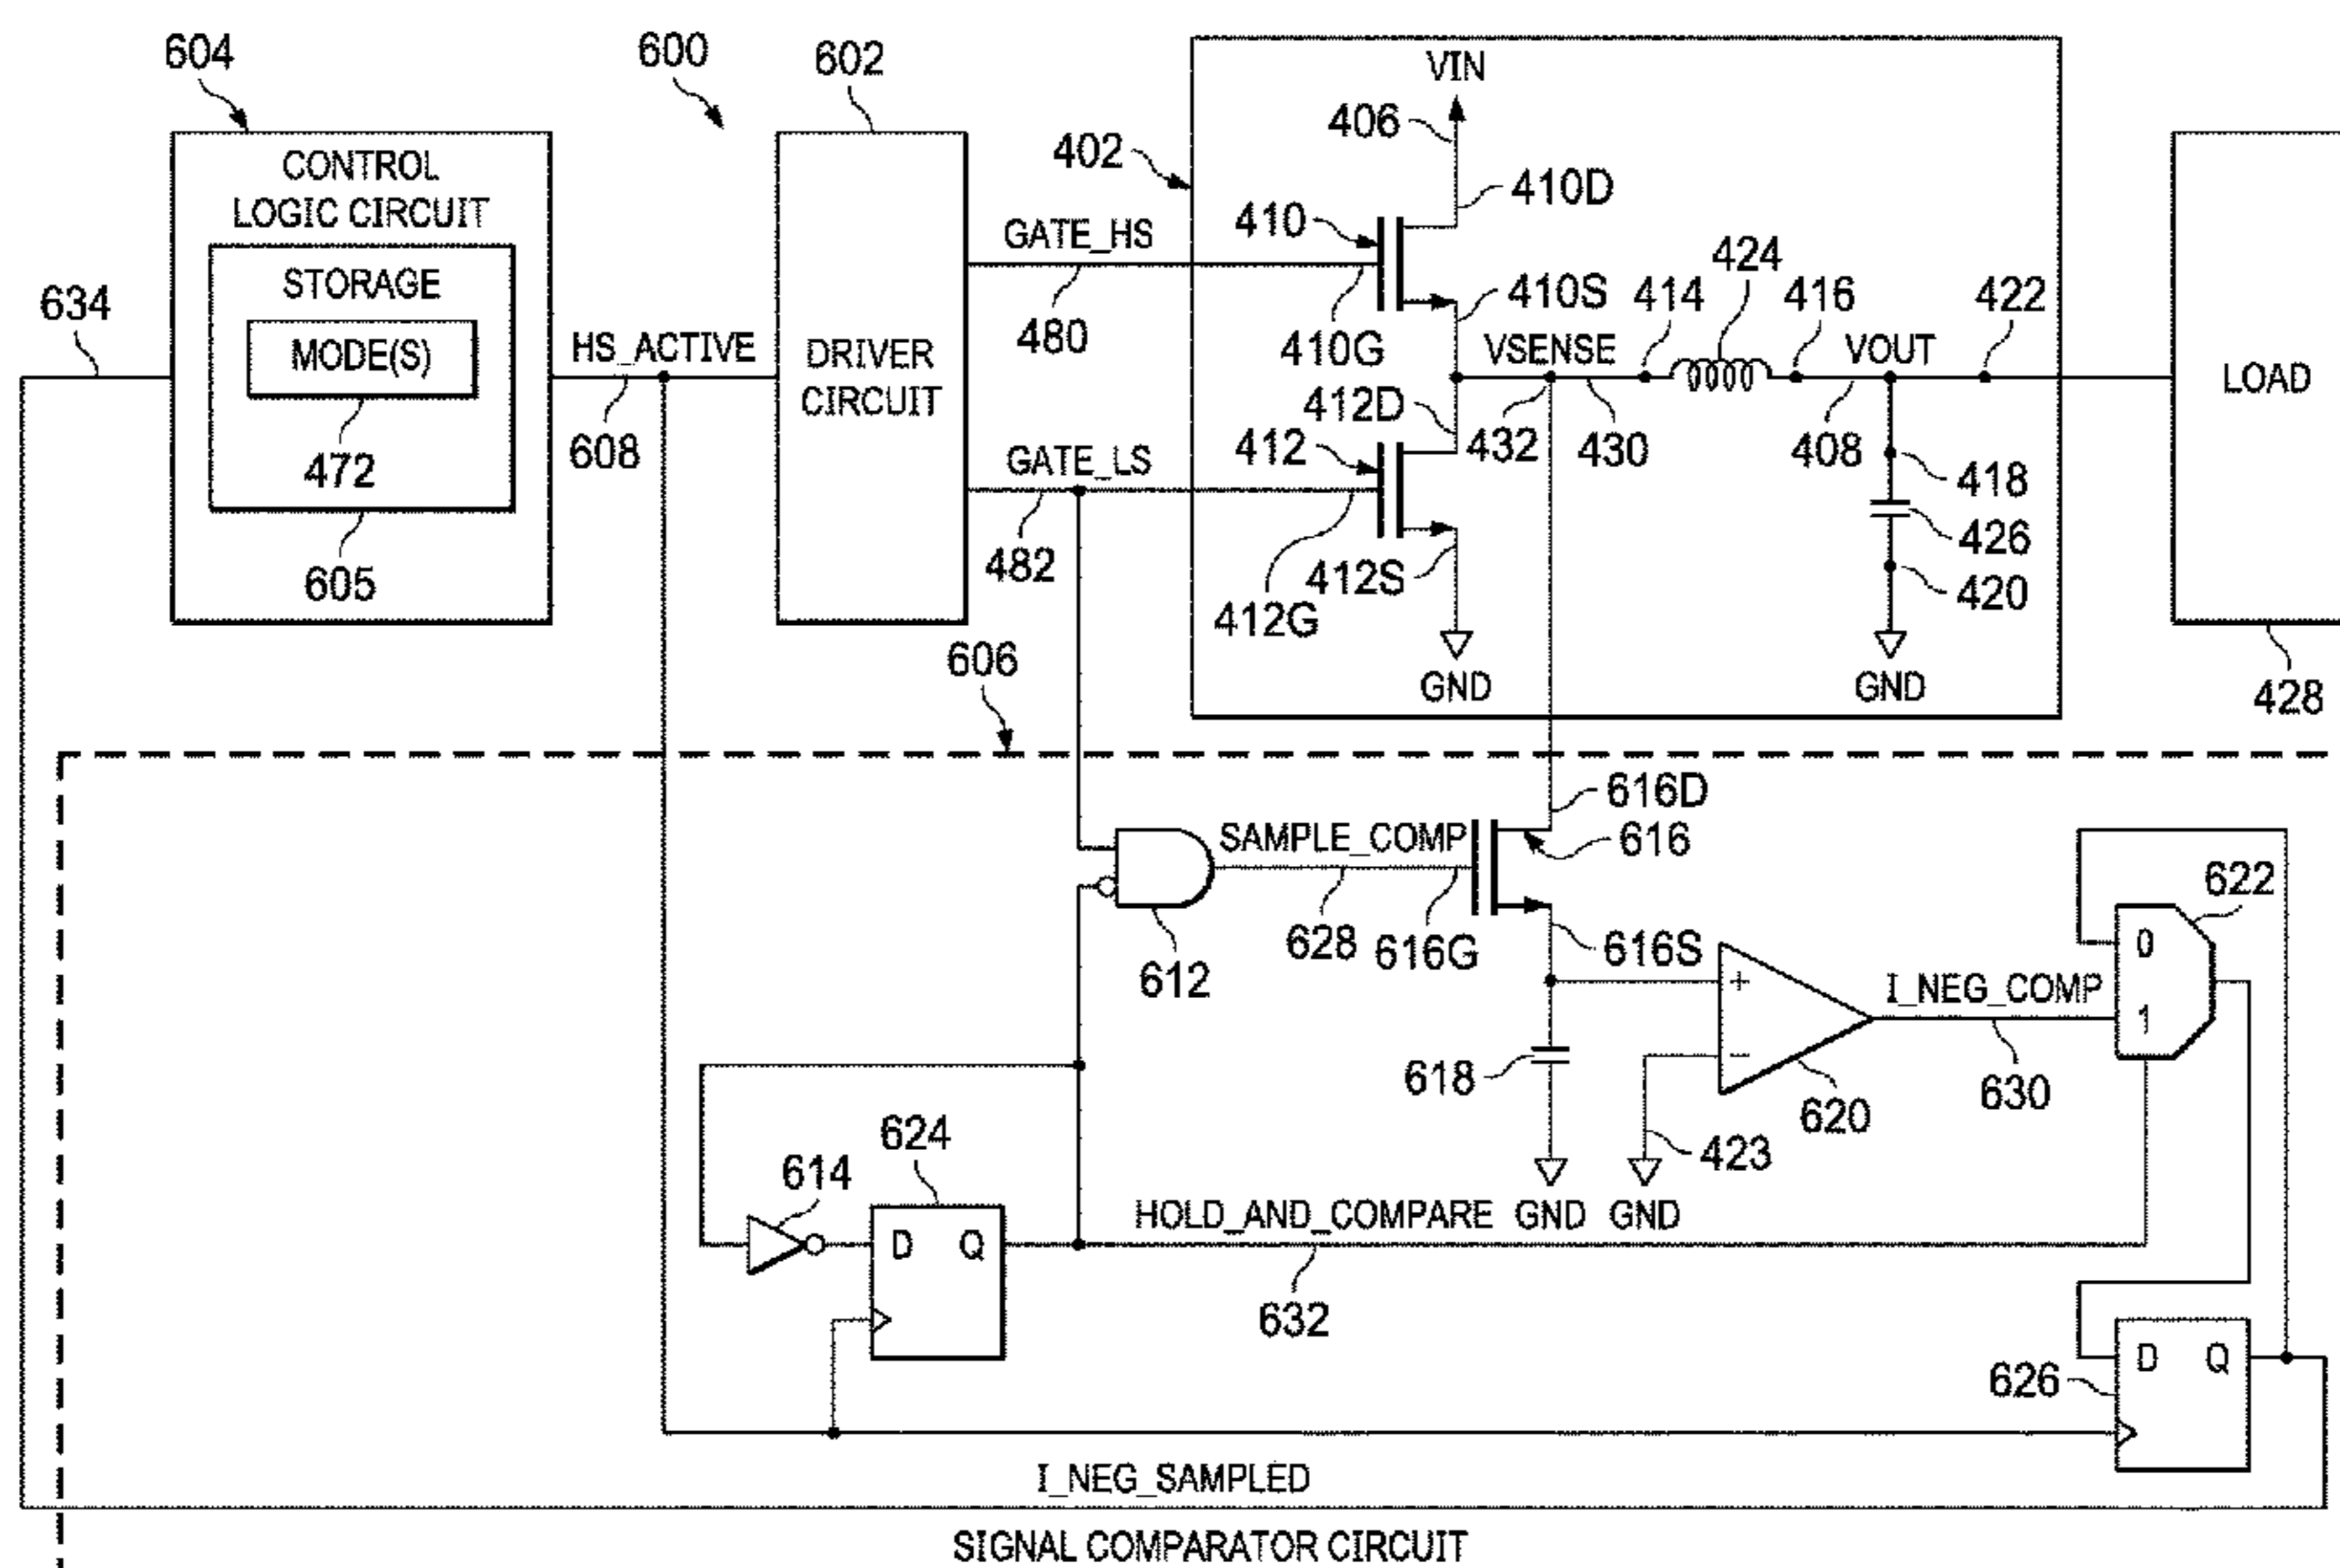 604
600
602
VIN
406
402
CONTROL
LOGIC CIRCUIT
410D
GATE_HS
410
424
634
STORAGE
410S
414
416
422
480
410G
MODE(S)
HS_ACTIVE
DRIVER
CIRCUIT
VSENSE
VOUT
LOAD
412D
608
GATE_LS
412
432
430
408
472
418
426
482
412S
605
412G
420
606
GND
GND
428
616D
SAMPLE_COMP
616
622
628
616G
616S
0
612
+
I_NEG_COMP
1
618
−
630
624
620
614
423
D Q
HOLD_AND_COMPARE
GND
GND
632
D Q
626
I_NEG_SAMPLED
SIGNAL COMPARATOR CIRCUIT